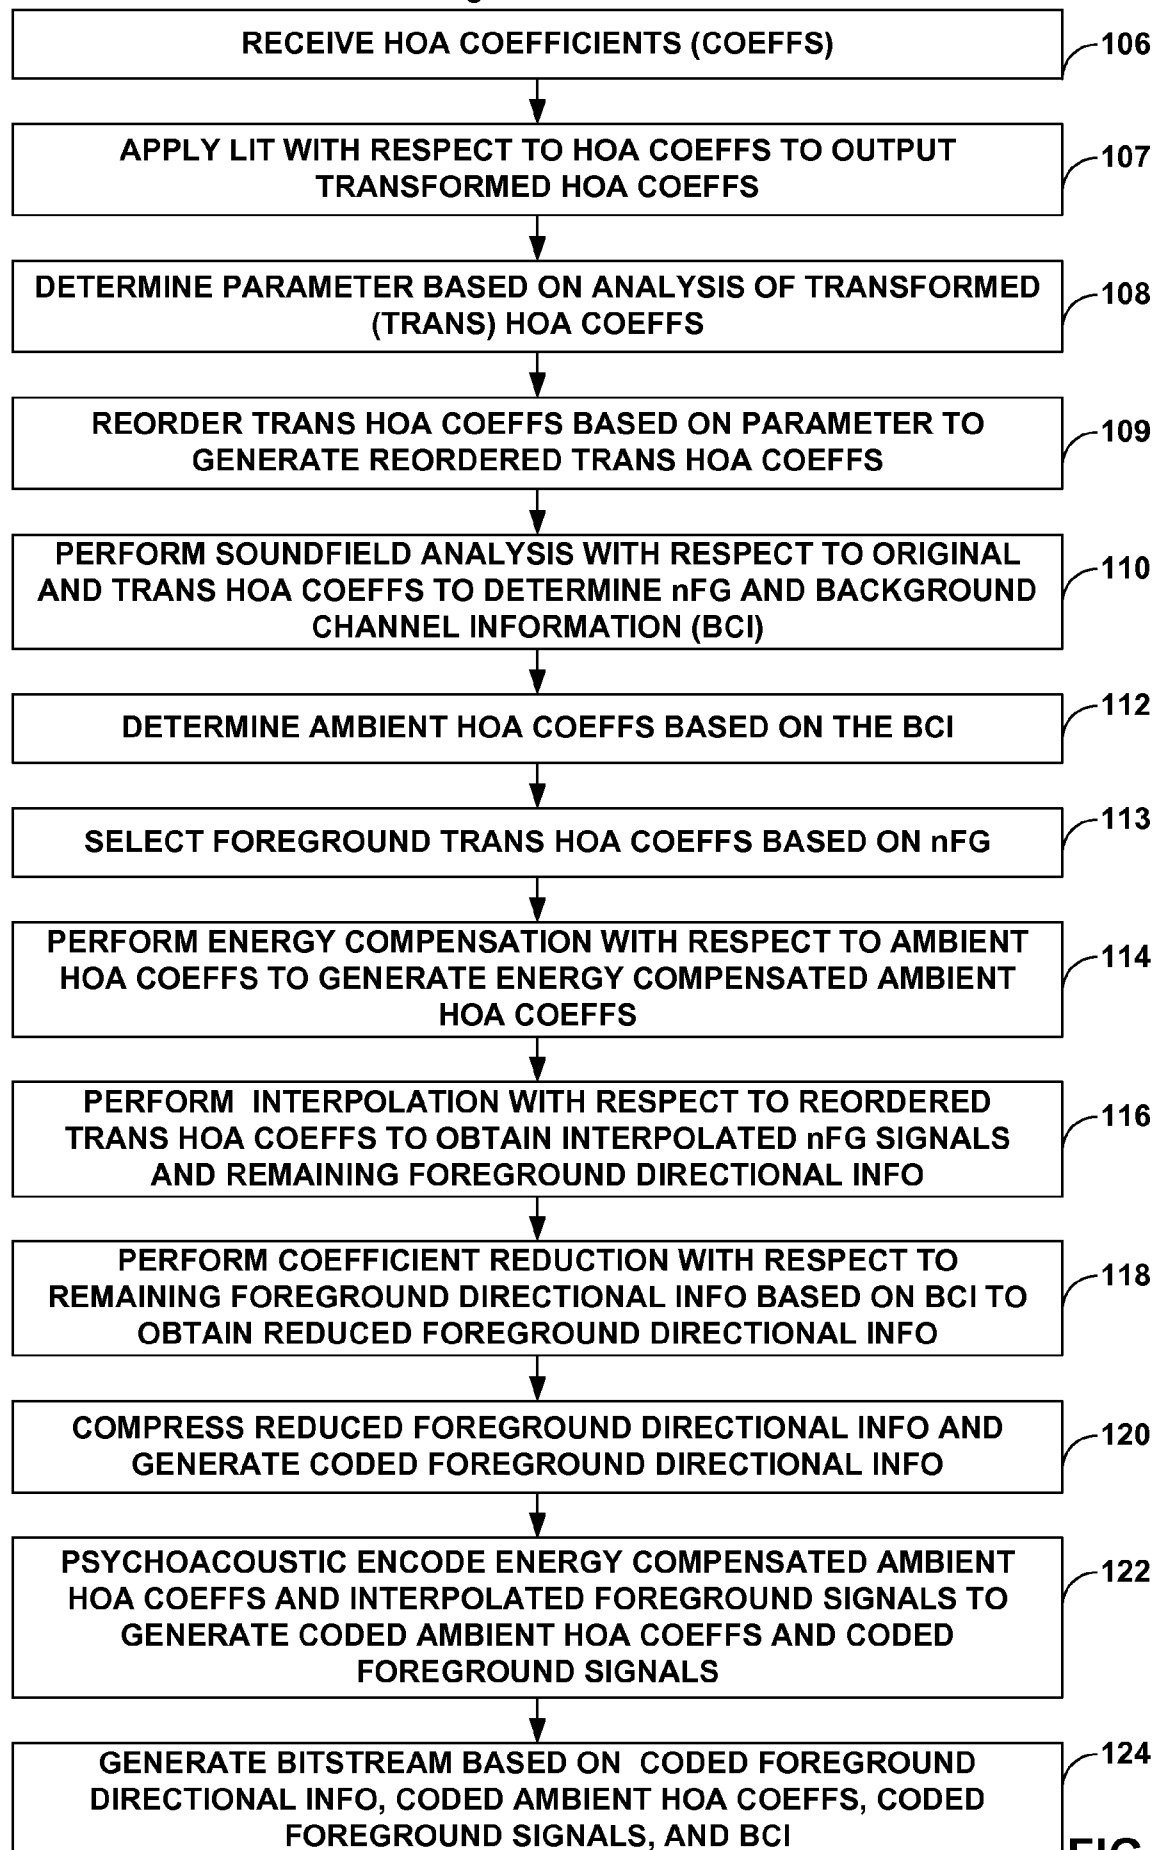 RECEIVE HOA COEFFICIENTS (COEFFS)
106
APPLY LIT WITH RESPECT TO HOA COEFFS TO OUTPUT
TRANSFORMED HOA COEFFS
107
DETERMINE PARAMETER BASED ON ANALYSIS OF TRANSFORMED
(TRANS) HOA COEFFS
108
REORDER TRANS HOA COEFFS BASED ON PARAMETER TO
GENERATE REORDERED TRANS HOA COEFFS
109
PERFORM SOUNDFIELD ANALYSIS WITH RESPECT TO ORIGINAL
AND TRANS HOA COEFFS TO DETERMINE nFG AND BACKGROUND
CHANNEL INFORMATION (BCI)
110
DETERMINE AMBIENT HOA COEFFS BASED ON THE BCI
112
SELECT FOREGROUND TRANS HOA COEFFS BASED ON nFG
113
PERFORM ENERGY COMPENSATION WITH RESPECT TO AMBIENT
HOA COEFFS TO GENERATE ENERGY COMPENSATED AMBIENT
HOA COEFFS
114
PERFORM INTERPOLATION WITH RESPECT TO REORDERED
TRANS HOA COEFFS TO OBTAIN INTERPOLATED nFG SIGNALS
AND REMAINING FOREGROUND DIRECTIONAL INFO
116
PERFORM COEFFICIENT REDUCTION WITH RESPECT TO
REMAINING FOREGROUND DIRECTIONAL INFO BASED ON BCI TO
OBTAIN REDUCED FOREGROUND DIRECTIONAL INFO
118
COMPRESS REDUCED FOREGROUND DIRECTIONAL INFO AND
GENERATE CODED FOREGROUND DIRECTIONAL INFO
120
PSYCHOACOUSTIC ENCODE ENERGY COMPENSATED AMBIENT
HOA COEFFS AND INTERPOLATED FOREGROUND SIGNALS TO
GENERATE CODED AMBIENT HOA COEFFS AND CODED
FOREGROUND SIGNALS
122
GENERATE BITSTREAM BASED ON CODED FOREGROUND
DIRECTIONAL INFO, CODED AMBIENT HOA COEFFS, CODED
FOREGROUND SIGNALS, AND BCI
124
FIG